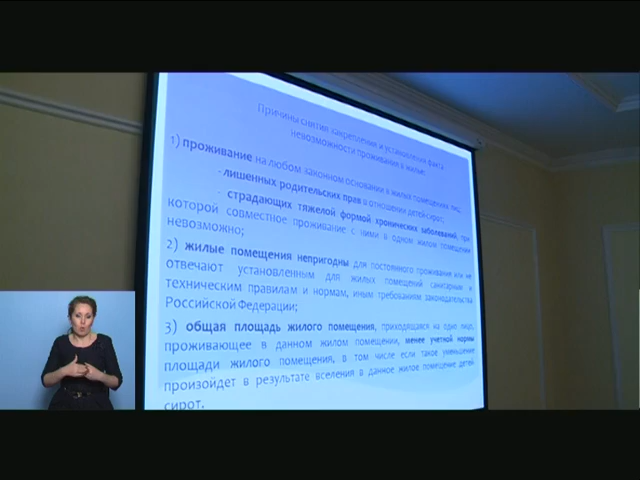 Причины снятия закрепления и установления факта
невозможности проживания в жилье:
1) проживание на любом законном основании в жилых помещениях лиц:
- лишенных родительских прав в отношении детей-сирот;
- страдающих тяжелой формой хронических заболеваний, при
которой совместное проживание с ними в одном жилом помещении
невозможно;
2) жилые помещения непригодны для постоянного проживания или не
отвечают установленным для жилых помещений санитарным и
техническим правилам и нормам, иным требованиям законодательства
Российской Федерации;
3) общая площадь жилого помещения, приходящаяся на одно лицо,
проживающее в данном жилом помещении, менее учетной нормы
площади жилого помещения, в том числе если такое уменьшение
произойдет в результате вселения в данное жилое помещение детей
сирот.